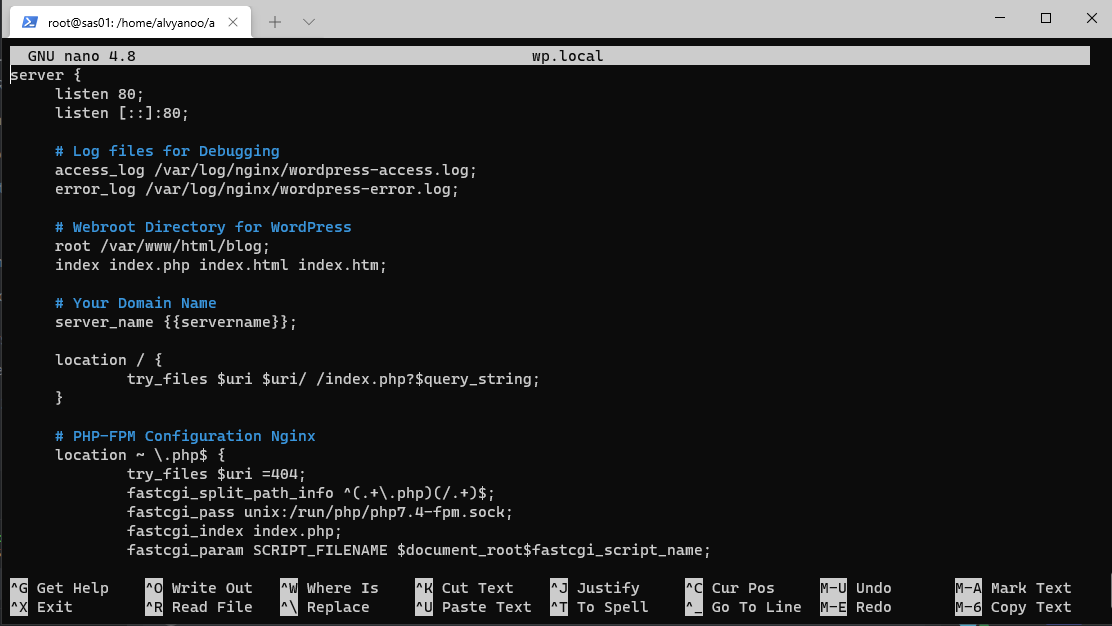 root@sas01: /home/alvyanoo/a
GNU nano 4.8 wp.local
server {
listen 80;
listen [::]:80;
# Log files for Debugging
access_log /var/log/nginx/wordpress-access.log;
error_log /var/log/nginx/wordpress-error.log;
# Webroot Directory for WordPress
root /var/www/html/blog;
index index.php index.html index.htm;
# Your Domain Name
server_name {{servername}};
location / {
try_files $uri $uri/ /index.php?$query_string;
}
# PHP-FPM Configuration Nginx
location ~ \.php$ {
try_files $uri =404;
fastcgi_split_path_info ^(.+\.php)(/.+)$;
fastcgi_pass unix:/run/php/php7.4-fpm.sock;
fastcgi_index index.php;
fastcgi_param SCRIPT_FILENAME $document_root$fastcgi_script_name;
^G Get Help ^O Write Out ^W Where Is ^K Cut Text ^J Justify ^C Cur Pos M-U Undo M-A Mark Text
^X Exit ^R Read File ^\ Replace ^U Paste Text ^T To Spell ^_ Go To Line M-E Redo M-6 Copy Text